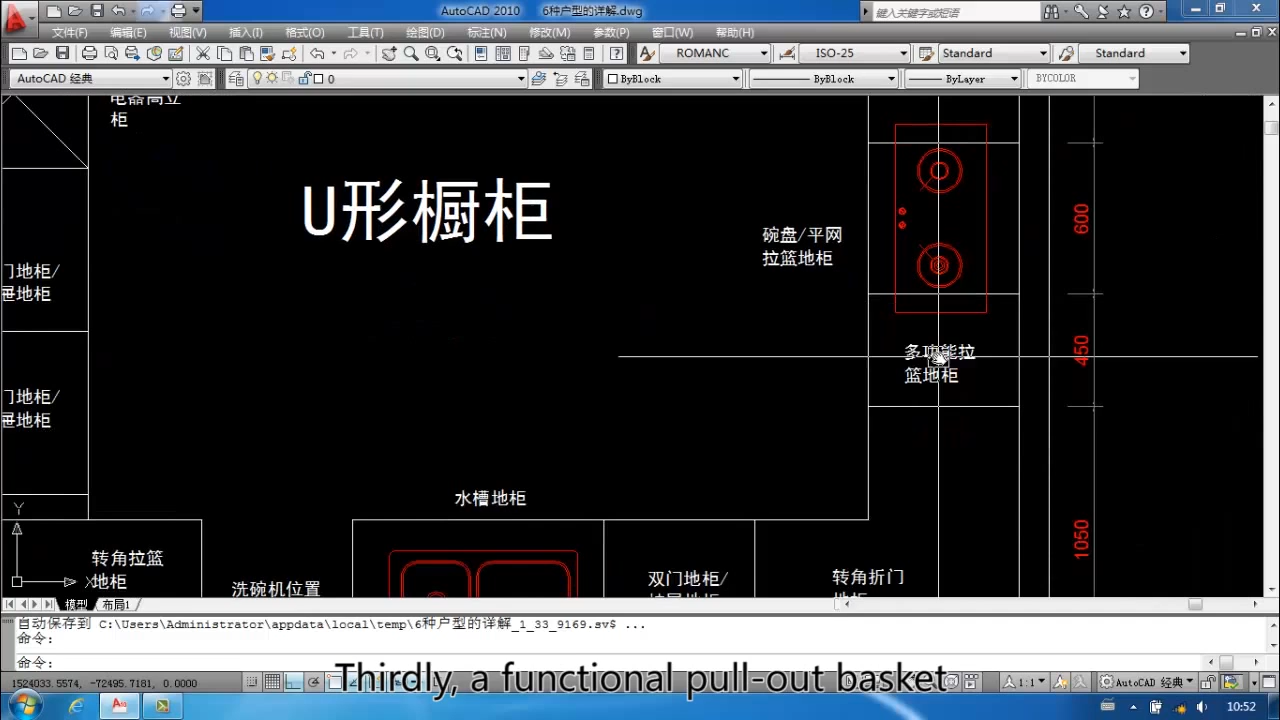 AutoCAD 2010 6种户型的详解.dwg
键入关键字或短语
文件(F) 编辑(E) 视图(V) 插入(I) 格式(O) 工具(T) 绘图(D) 标注(N) 修改(M) 参数(P) 窗口(W) 帮助(H)
ROMANC ISO-25 Standard Standard
AutoCAD 经典 0 ByBlock ByBlock ByLayer BYCOLOR
电器高立
柜
U形橱柜
碗盘/平网
拉篮地柜
600
门地柜/
地柜
多功能拉
篮地柜
450
门地柜/
地柜
水槽地柜
1050
转角拉篮
地柜
洗碗机位置
双门地柜/
转角折门
地柜
Y
X
模型 布局1
自动保存到 C:\Users\Administrator\appdata\local\temp\6种户型的详解_1_33_9169.sv$ ...
命令:
命令:
Thirdly, a functional pull-out basket
1524033.5574, -72495.7181, 0.0000
1:1
AutoCAD 经典
10:52